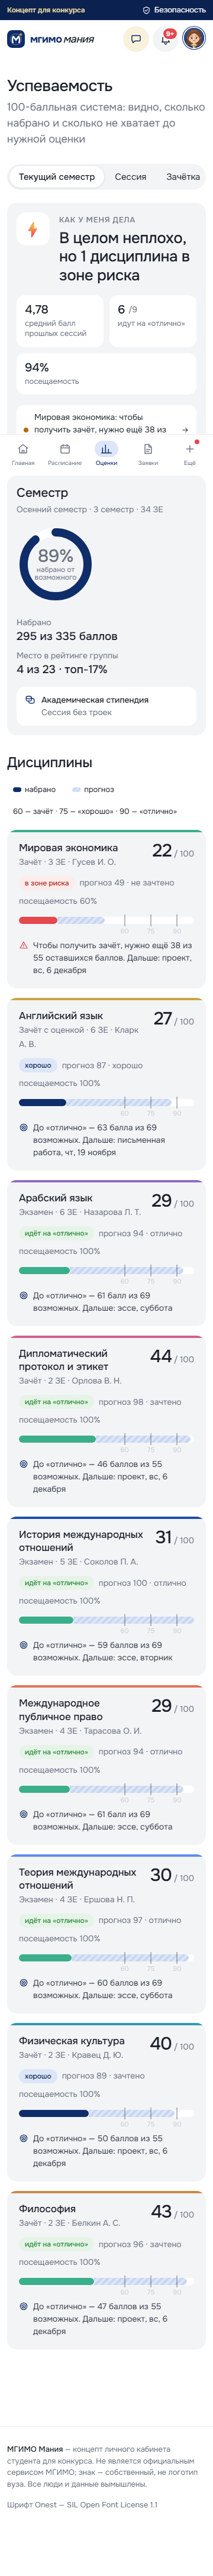 Концепт для конкурса
Безопасность
МГИМО МАНИЯ
9+
Успеваемость
100-балльная система: видно, сколько
набрано и сколько не хватает до
нужной оценки
Текущий семестр
Сессия
Зачётка
КАК У МЕНЯ ДЕЛА
В целом неплохо,
но 1 дисциплина в
зоне риска
4,78
средний балл
прошлых сессий
6 /9
идут на «отлично»
94%
посещаемость
Мировая экономика: чтобы
получить зачёт, нужно ещё 38 из
Главная
Расписание
Оценки
Заявки
Ещё
Семестр
Осенний семестр · 3 семестр · 34 ЗЕ
89%
набрано от
возможного
Набрано
295 из 335 баллов
Место в рейтинге группы
4 из 23 · топ-17%
Академическая стипендия
Сессия без троек
Дисциплины
набрано
прогноз
60 — зачёт · 75 — «хорошо» · 90 — «отлично»
Мировая экономика
22 / 100
Зачёт · 3 ЗЕ · Гусев И. О.
в зоне риска
прогноз 49 · не зачтено
посещаемость 60%
60 75 90
Чтобы получить зачёт, нужно ещё 38 из
55 оставшихся баллов. Дальше: проект,
вс, 6 декабря
Английский язык
27 / 100
Зачёт с оценкой · 6 ЗЕ · Кларк
А. В.
хорошо
прогноз 87 · хорошо
посещаемость 100%
60 75 90
До «отлично» — 63 балла из 69
возможных. Дальше: письменная
работа, чт, 19 ноября
Арабский язык
29 / 100
Экзамен · 6 ЗЕ · Назарова Л. Т.
идёт на «отлично»
прогноз 94 · отлично
посещаемость 100%
60 75 90
До «отлично» — 61 балл из 69
возможных. Дальше: эссе, суббота
Дипломатический
протокол и этикет
44 / 100
Зачёт · 2 ЗЕ · Орлова В. Н.
идёт на «отлично»
прогноз 98 · зачтено
посещаемость 100%
60 75 90
До «отлично» — 46 баллов из 55
возможных. Дальше: проект, вс, 6
декабря
История международных
отношений
31 / 100
Экзамен · 5 ЗЕ · Соколов П. А.
идёт на «отлично»
прогноз 100 · отлично
посещаемость 100%
60 75 90
До «отлично» — 59 баллов из 69
возможных. Дальше: эссе, вторник
Международное
публичное право
29 / 100
Экзамен · 4 ЗЕ · Тарасова О. И.
идёт на «отлично»
прогноз 94 · отлично
посещаемость 100%
60 75 90
До «отлично» — 61 балл из 69
возможных. Дальше: эссе, суббота
Теория международных
отношений
30 / 100
Экзамен · 4 ЗЕ · Ершова Н. П.
идёт на «отлично»
прогноз 97 · отлично
посещаемость 100%
60 75 90
До «отлично» — 60 баллов из 69
возможных. Дальше: эссе, суббота
Физическая культура
40 / 100
Зачёт · 2 ЗЕ · Кравец Д. Ю.
хорошо
прогноз 89 · зачтено
посещаемость 100%
60 75 90
До «отлично» — 50 баллов из 55
возможных. Дальше: проект, вс, 6
декабря
Философия
43 / 100
Зачёт · 2 ЗЕ · Белкин А. С.
идёт на «отлично»
прогноз 96 · зачтено
посещаемость 100%
60 75 90
До «отлично» — 47 баллов из 55
возможных. Дальше: проект, вс, 6
декабря
МГИМО Мания — концепт личного кабинета
студента для конкурса. Не является официальным
сервисом МГИМО; знак — собственный, не логотип
вуза. Все люди и данные вымышлены.
Шрифт Onest — SIL Open Font License 1.1